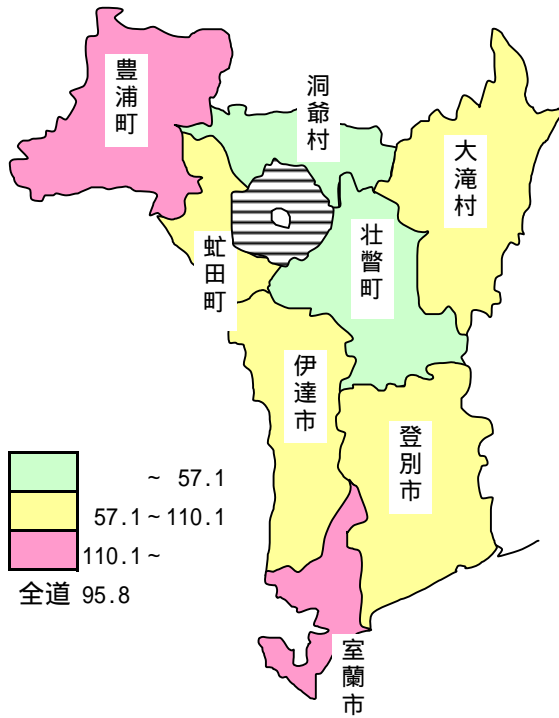 豊浦町
洞爺村
大滝村
虻田町
壮瞥町
伊達市
登別市
~ 57.1
57.1~110.1
110.1~
全道 95.8
室蘭市